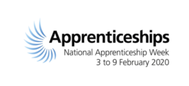 Apprenticeships
National Apprenticeship Week
3 to 9 February 2020